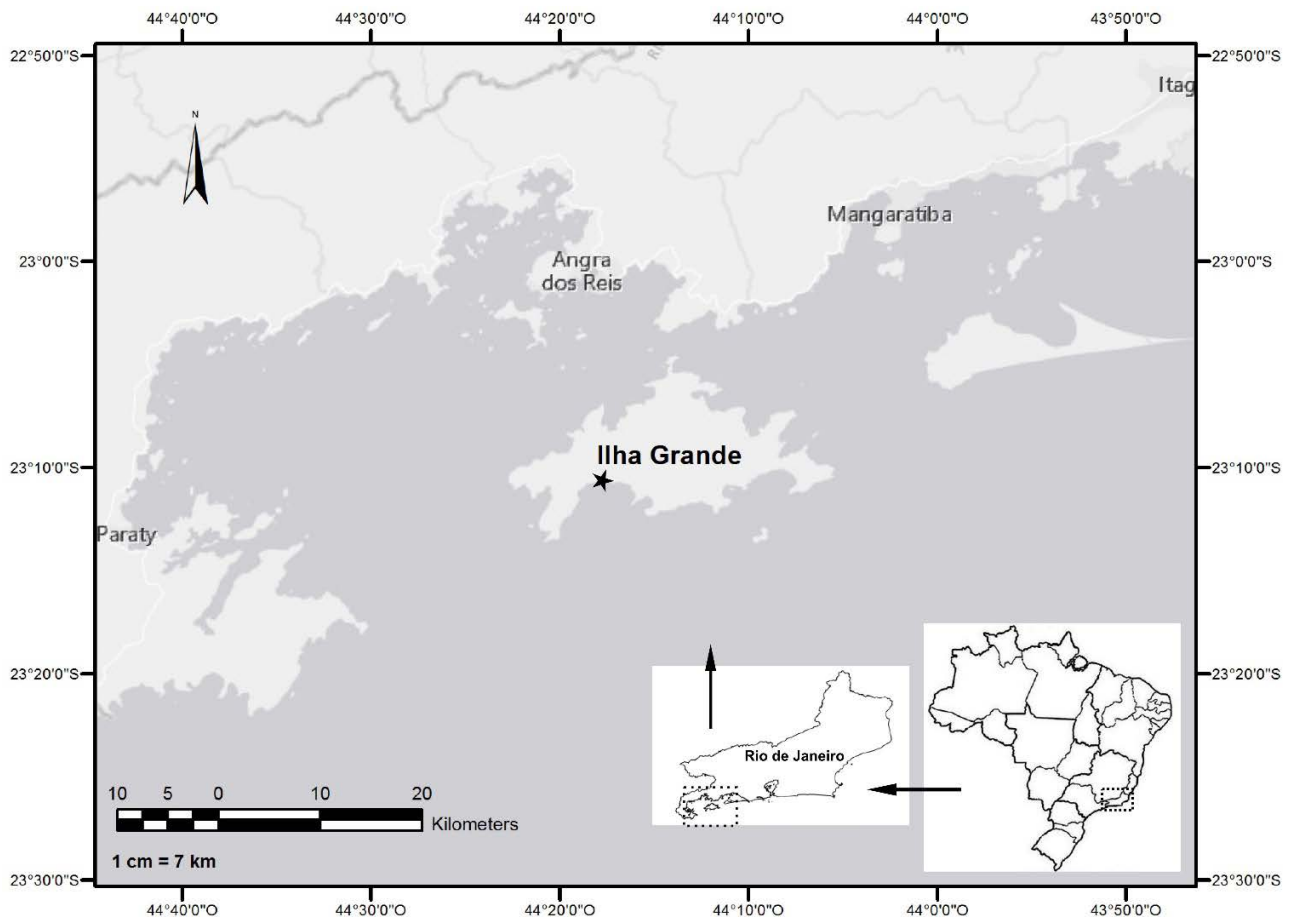 44°40'0"O 44°30'0"O 44°20'0"O 44°10'0"O 44°0'0"O 43°50'0"O
22°50'0"S 22°50'0"S
Itag
N
Mangaratiba
Angra
dos Reis
23°0'0"S 23°0'0"S
Ilha Grande
23°10'0"S 23°10'0"S
Paraty
23°20'0"S 23°20'0"S
Rio de Janeiro
10 5 0 10 20
Kilometers
1 cm = 7 km
23°30'0"S 23°30'0"S
44°40'0"O 44°30'0"O 44°20'0"O 44°10'0"O 44°0'0"O 43°50'0"O